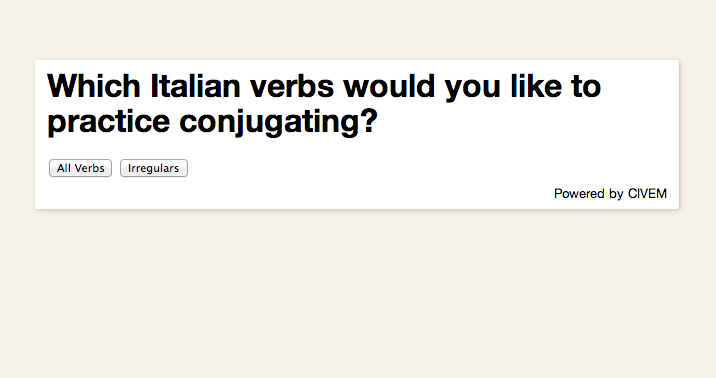 Which Italian verbs would you like to
practice conjugating?
All Verbs Irregulars
Powered by CIVEM